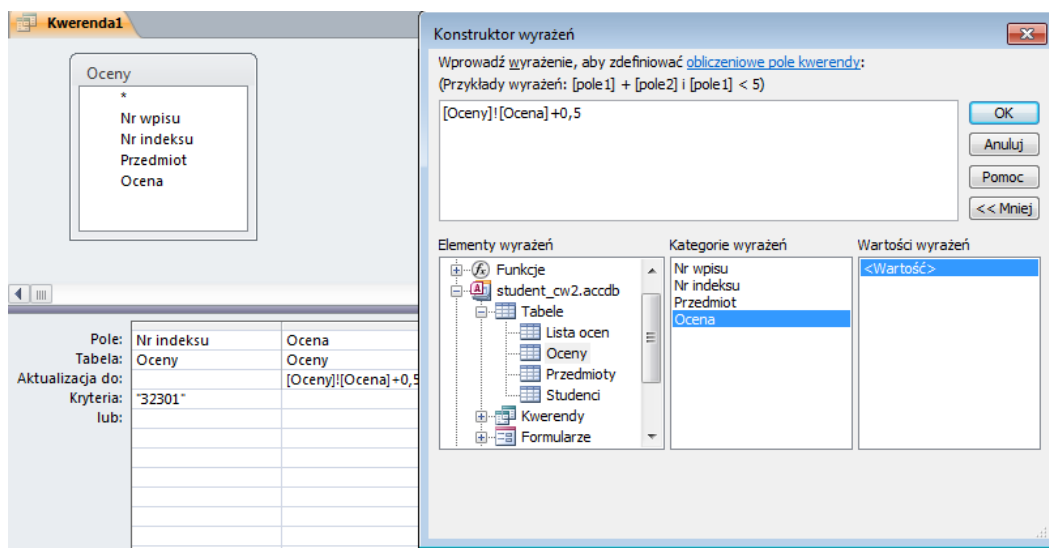 Kwerenda1
Oceny
*
Nr wpisu
Nr indeksu
Przedmiot
Ocena
Pole: Nr indeksu Ocena
Tabela: Oceny Oceny
Aktualizacja do: [Oceny]![Ocena]+0,5
Kryteria: "32301"
lub:
Konstruktor wyrażeń
Wprowadź wyrażenie, aby zdefiniować obliczeniowe pole kwerendy:
(Przykłady wyrażeń: [pole1] + [pole2] i [pole1] < 5)
[Oceny]![Ocena]+0,5
OK
Anuluj
Pomoc
<< Mniej
Elementy wyrażeń
Funkcje
student_cw2.accdb
Tabele
Lista ocen
Oceny
Przedmioty
Studenci
Kwerendy
Formularze
Kategorie wyrażeń
Nr wpisu
Nr indeksu
Przedmiot
Ocena
Wartości wyrażeń
<Wartość>